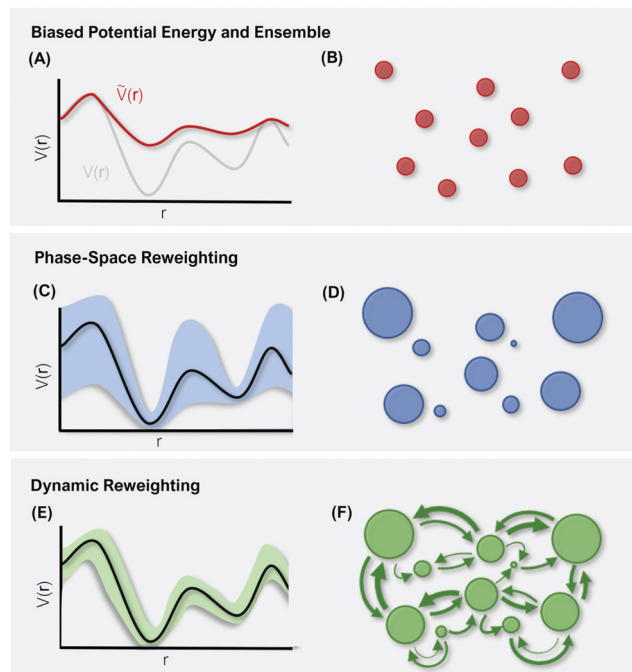 Biased Potential Energy and Ensemble
(A)
(B)
Ṽ(r)
V(r)
V(r)
r
Phase-Space Reweighting
(C)
(D)
V(r)
r
Dynamic Reweighting
(E)
(F)
V(r)
r